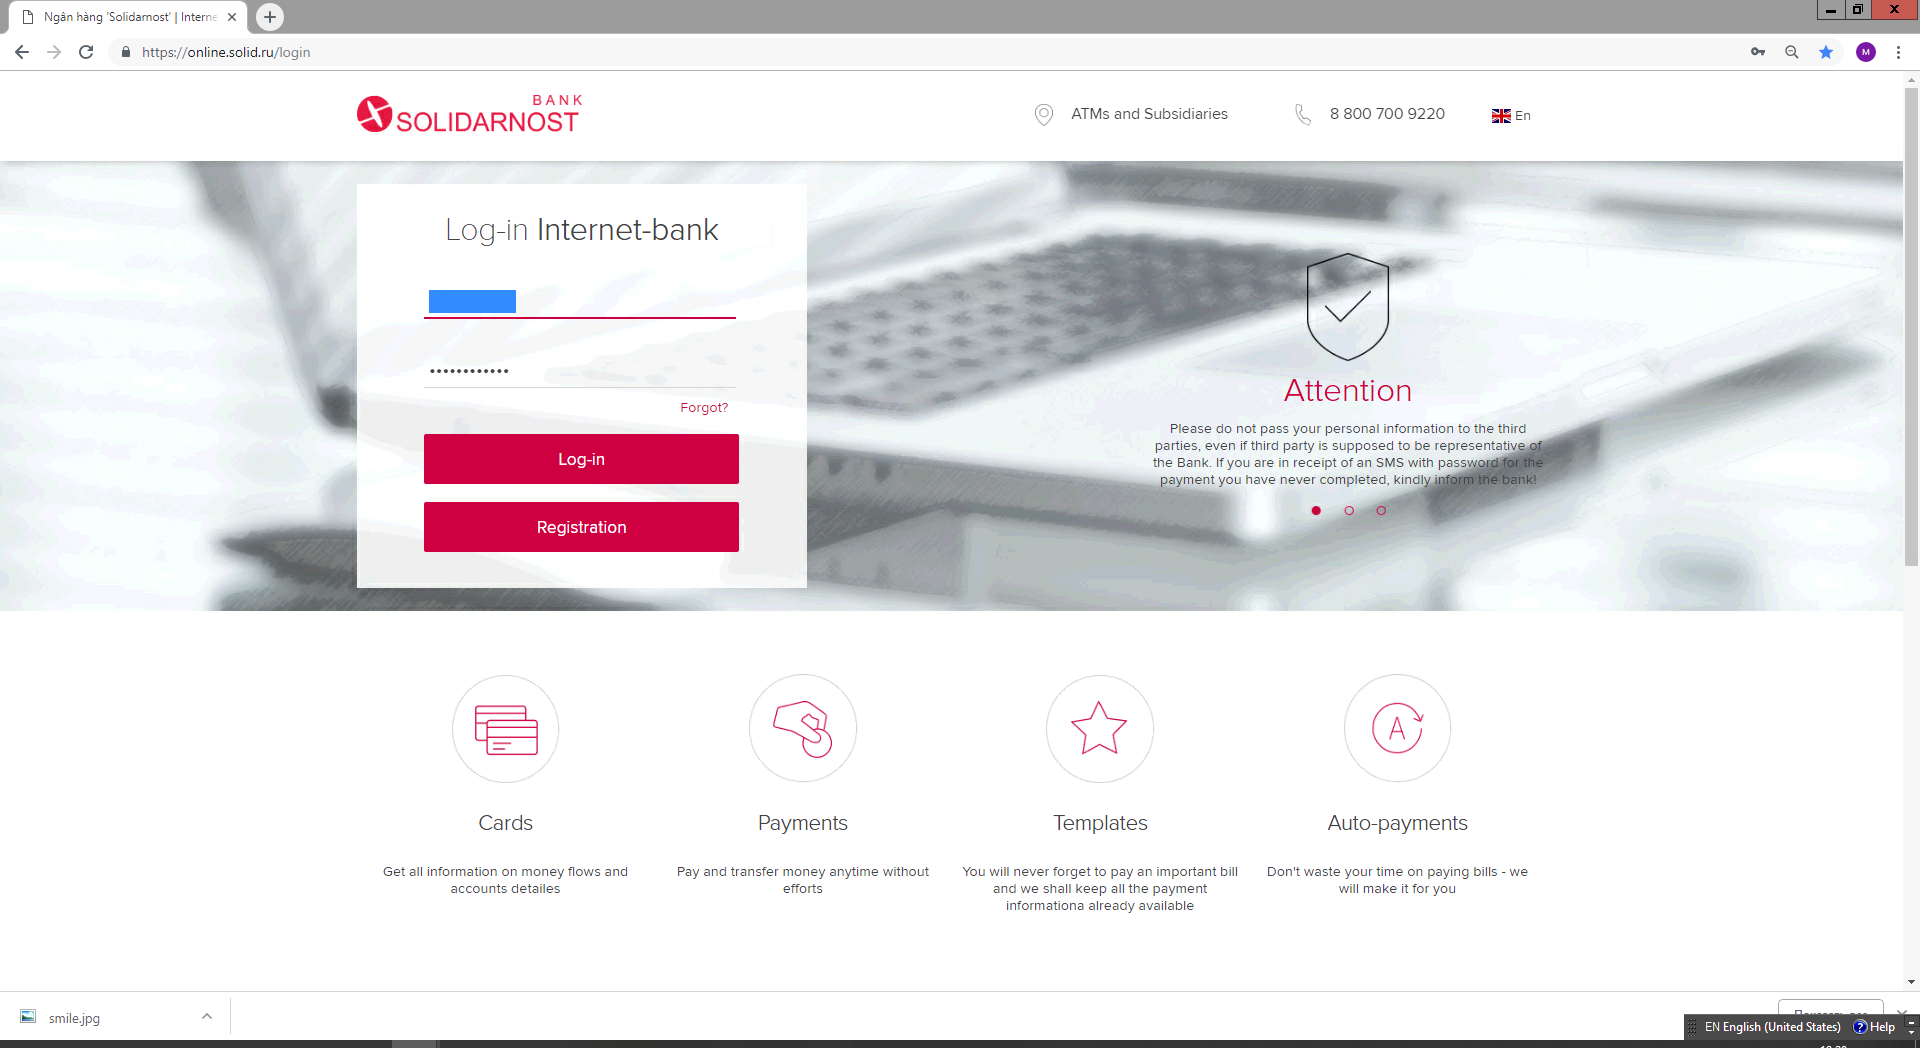 Ngân hàng 'Solidarnost' | Interne
https://online.solid.ru/login
M
BANK
SOLIDARNOST
ATMs and Subsidiaries
8 800 700 9220
En
Log-in Internet-bank
••••••••••••
Forgot?
Log-in
Registration
Attention
Please do not pass your personal information to the third
parties, even if third party is supposed to be representative of
the Bank. If you are in receipt of an SMS with password for the
payment you have never completed, kindly inform the bank!
A
Cards
Payments
Templates
Auto-payments
Get all information on money flows and
accounts detailes
Pay and transfer money anytime without
efforts
You will never forget to pay an important bill
and we shall keep all the payment
informationa already available
Don't waste your time on paying bills - we
will make it for you
smile.jpg
EN English (United States)
Help